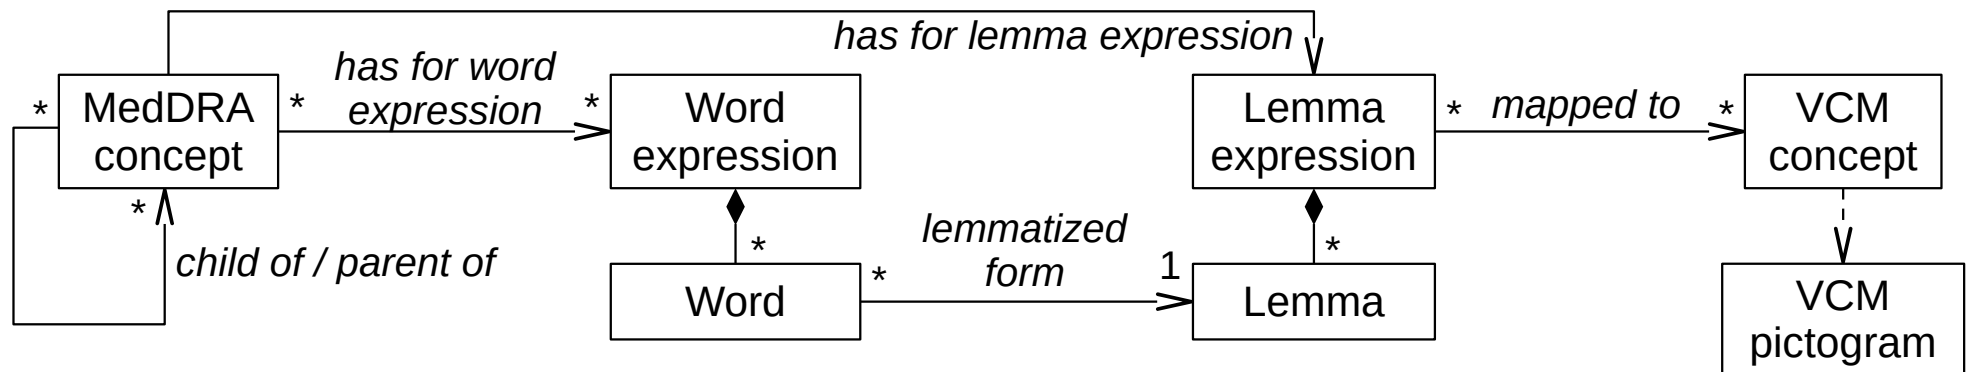 has for lemma expression
has for word
expression
*
MedDRA
concept
*
*
Word
expression
Lemma
expression
*
mapped to
*
VCM
concept
*
child of / parent of
*
lemmatized
form
*
1
*
Word
Lemma
VCM
pictogram